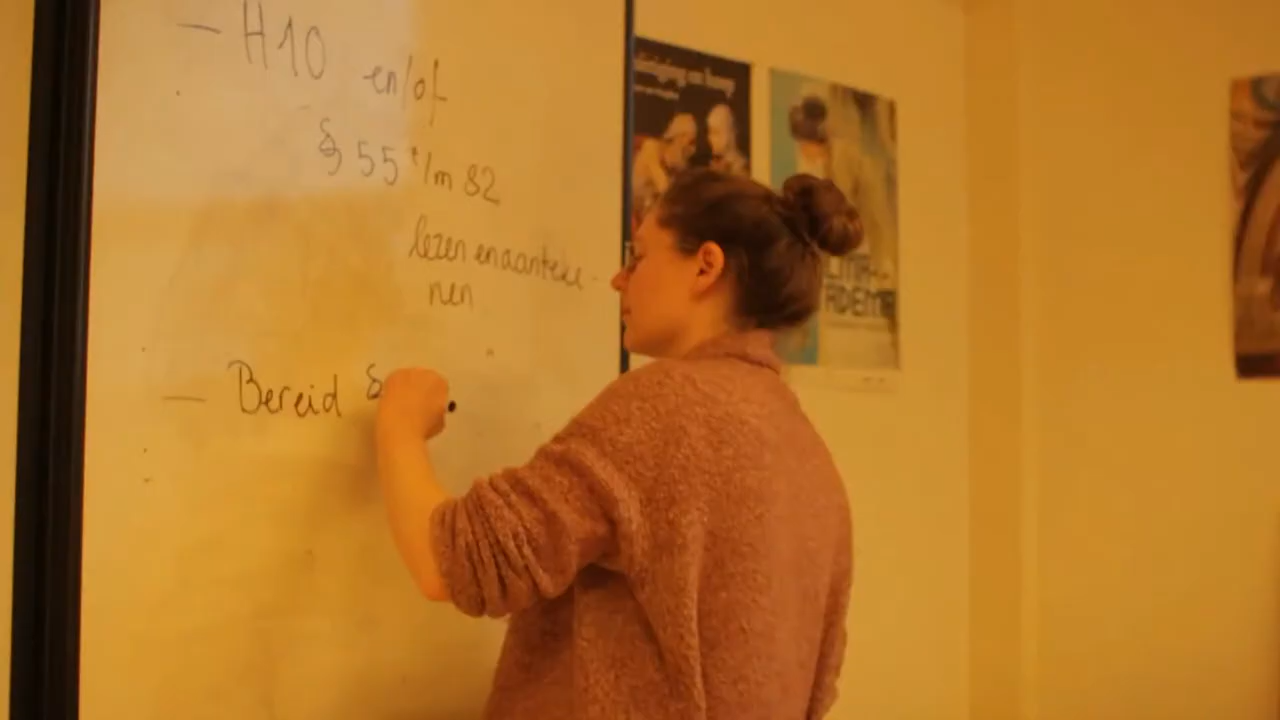 — H10 en/of
§ 55 t/m 82
lezen en aanteke-
nen
— Bereid §